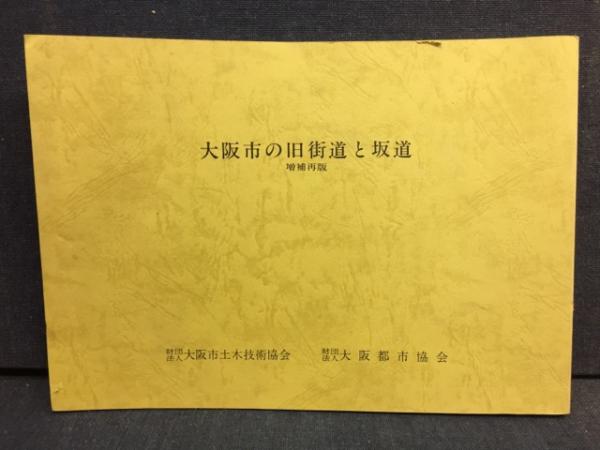 大阪市の旧街道と坂道
増補再版
財団法人大阪市土木技術協会 財団法人大阪都市協会